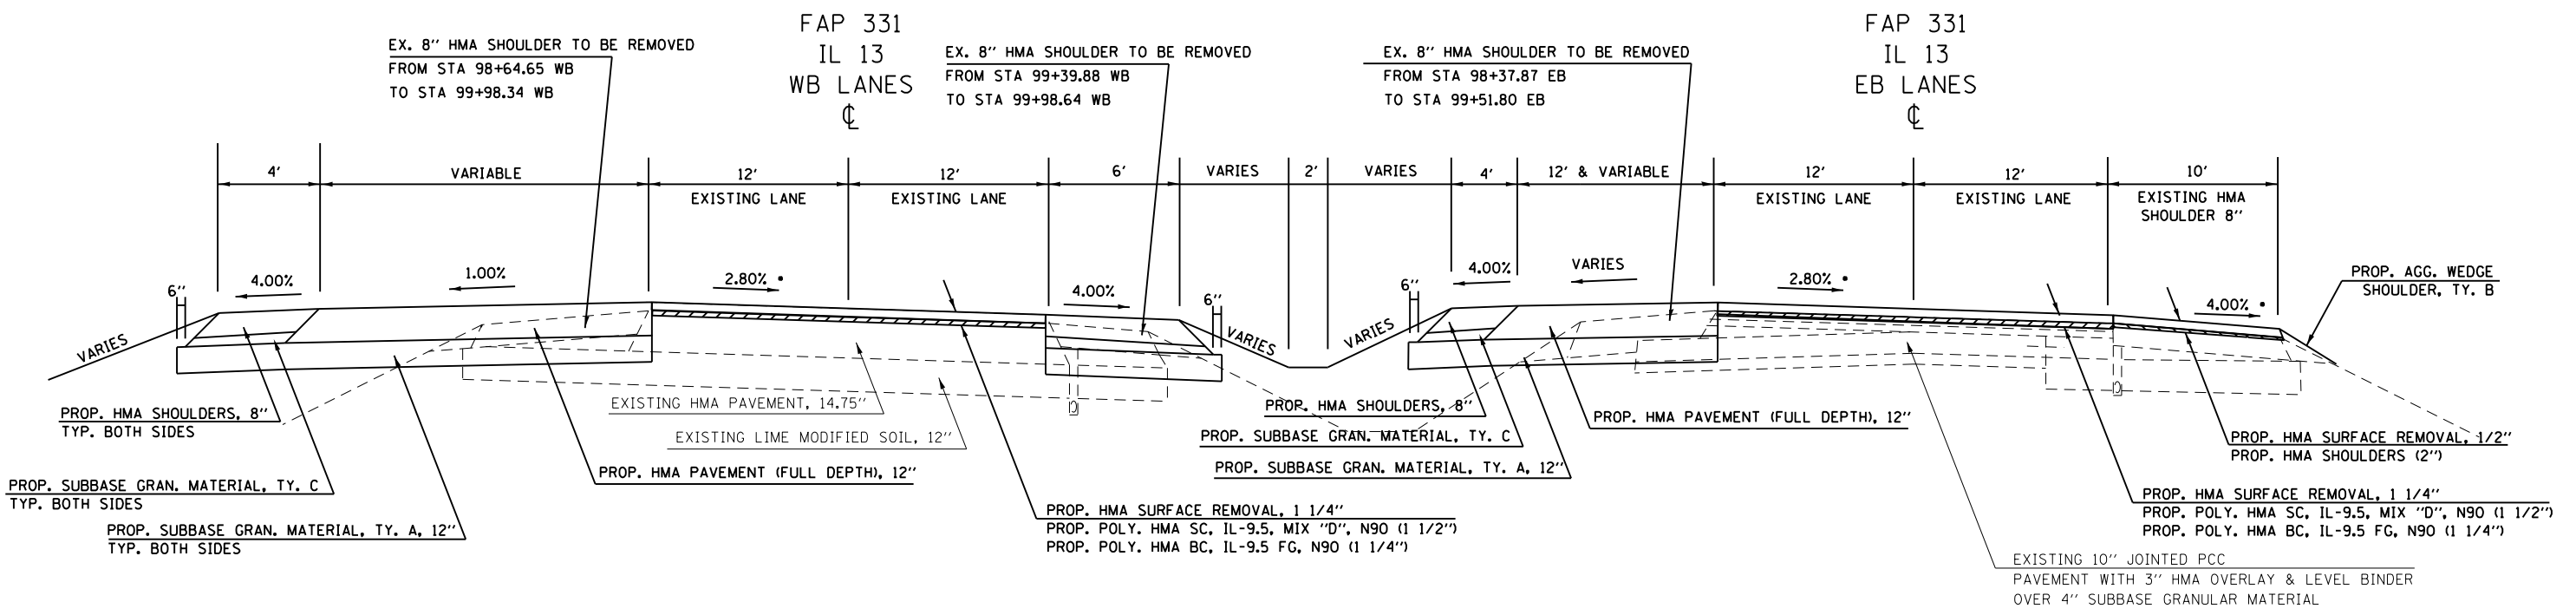 FAP 331
IL 13
WB LANES
℄
FAP 331
IL 13
EB LANES
℄
EX. 8" HMA SHOULDER TO BE REMOVED
FROM STA 98+64.65 WB
TO STA 99+98.34 WB
EX. 8" HMA SHOULDER TO BE REMOVED
FROM STA 99+39.88 WB
TO STA 99+98.64 WB
EX. 8" HMA SHOULDER TO BE REMOVED
FROM STA 98+37.87 EB
TO STA 99+51.80 EB
4'
VARIABLE
12'
EXISTING LANE
12'
EXISTING LANE
6'
VARIES
2'
VARIES
4'
12' & VARIABLE
12'
EXISTING LANE
12'
EXISTING LANE
10'
EXISTING HMA
SHOULDER 8"
6"
4.00%
1.00%
2.80% *
4.00%
6"
VARIES
VARIES
VARIES
6"
4.00%
VARIES
2.80% *
4.00% *
PROP. AGG. WEDGE
SHOULDER, TY. B
PROP. HMA SHOULDERS, 8"
TYP. BOTH SIDES
PROP. SUBBASE GRAN. MATERIAL, TY. C
TYP. BOTH SIDES
PROP. SUBBASE GRAN. MATERIAL, TY. A, 12"
TYP. BOTH SIDES
EXISTING HMA PAVEMENT, 14.75"
EXISTING LIME MODIFIED SOIL, 12"
PROP. HMA PAVEMENT (FULL DEPTH), 12"
PROP. HMA SURFACE REMOVAL, 1 1/4"
PROP. POLY. HMA SC, IL-9.5, MIX "D", N90 (1 1/2")
PROP. POLY. HMA BC, IL-9.5 FG, N90 (1 1/4")
PROP. HMA SHOULDERS, 8"
PROP. SUBBASE GRAN. MATERIAL, TY. C
PROP. SUBBASE GRAN. MATERIAL, TY. A, 12"
PROP. HMA PAVEMENT (FULL DEPTH), 12"
PROP. HMA SURFACE REMOVAL, 1/2"
PROP. HMA SHOULDERS (2")
PROP. HMA SURFACE REMOVAL, 1 1/4"
PROP. POLY. HMA SC, IL-9.5, MIX "D", N90 (1 1/2")
PROP. POLY. HMA BC, IL-9.5 FG, N90 (1 1/4")
EXISTING 10" JOINTED PCC
PAVEMENT WITH 3" HMA OVERLAY & LEVEL BINDER
OVER 4" SUBBASE GRANULAR MATERIAL